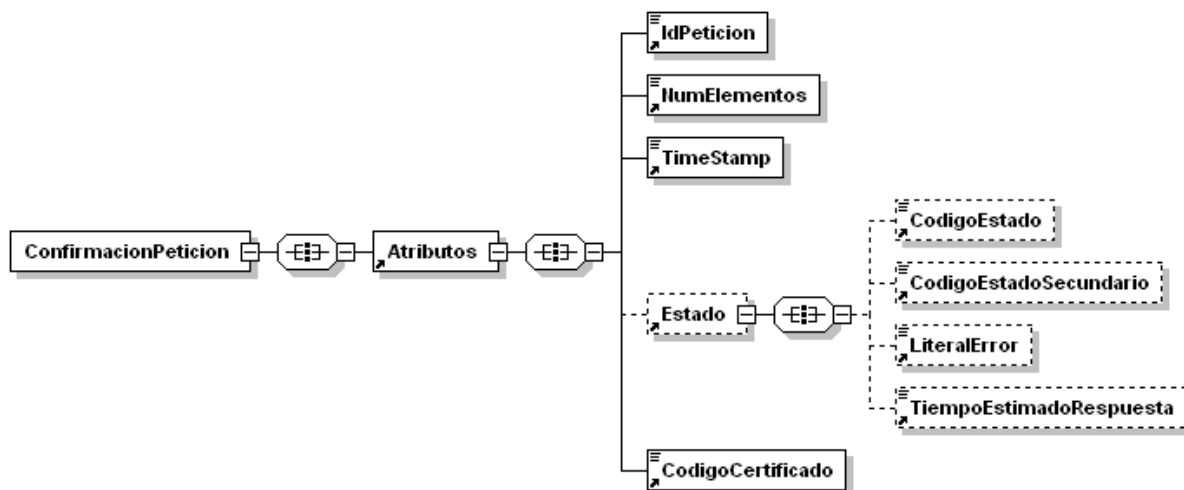 IdPeticion
NumElementos
TimeStamp
ConfirmacionPeticion
Atributos
Estado
CodigoEstado
CodigoEstadoSecundario
LiteralError
TiempoEstimadoRespuesta
CodigoCertificado